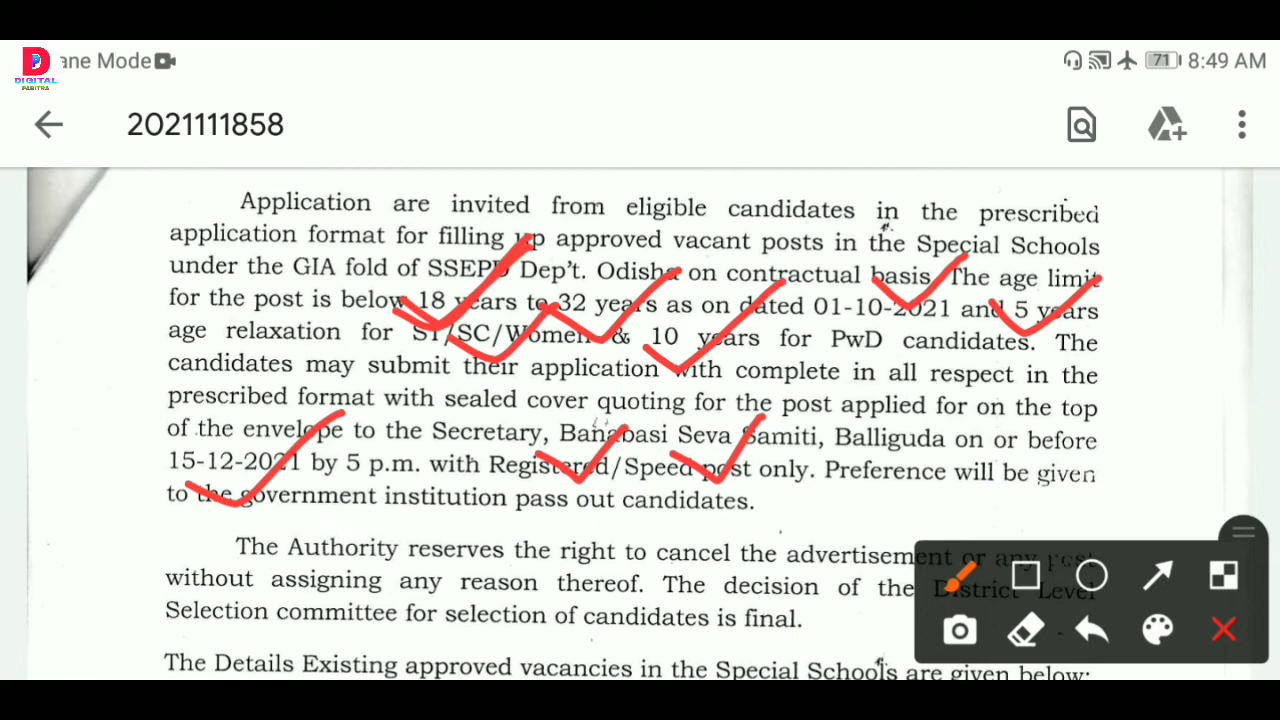 ane Mode
71 8:49 AM
DIGITAL
PABITRA
2021111858
Application are invited from eligible candidates in the prescribed
application format for filling up approved vacant posts in the Special Schools
under the GIA fold of SSEPD Dep't. Odisha on contractual basis. The age limit
for the post is below 18 years to 32 years as on dated 01-10-2021 and 5 years
age relaxation for ST/SC/Women & 10 years for PwD candidates. The
candidates may submit their application with complete in all respect in the
prescribed format with sealed cover quoting for the post applied for on the top
of the envelope to the Secretary, Banabasi Seva Samiti, Balliguda on or before
15-12-2021 by 5 p.m. with Registered/Speed post only. Preference will be given
to the government institution pass out candidates.
The Authority reserves the right to cancel the advertisement or any post
without assigning any reason thereof. The decision of the District Level
Selection committee for selection of candidates is final.
The Details Existing approved vacancies in the Special Schools are given below: